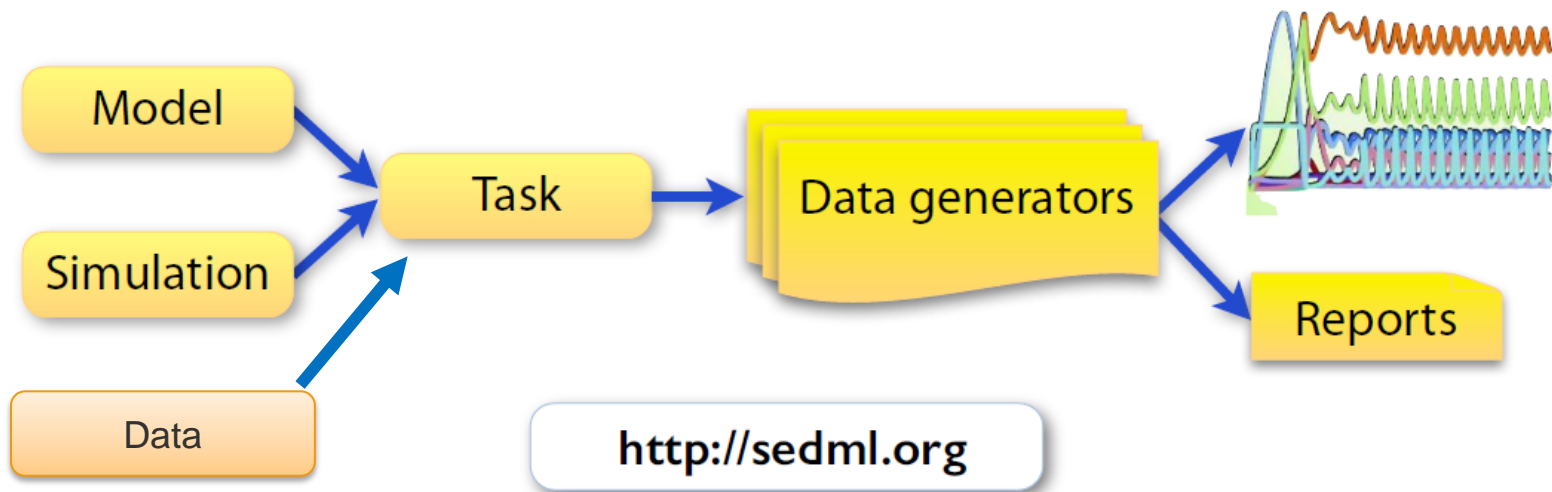 Model
Simulation
Data
Task
Data generators
Reports
http://sedml.org